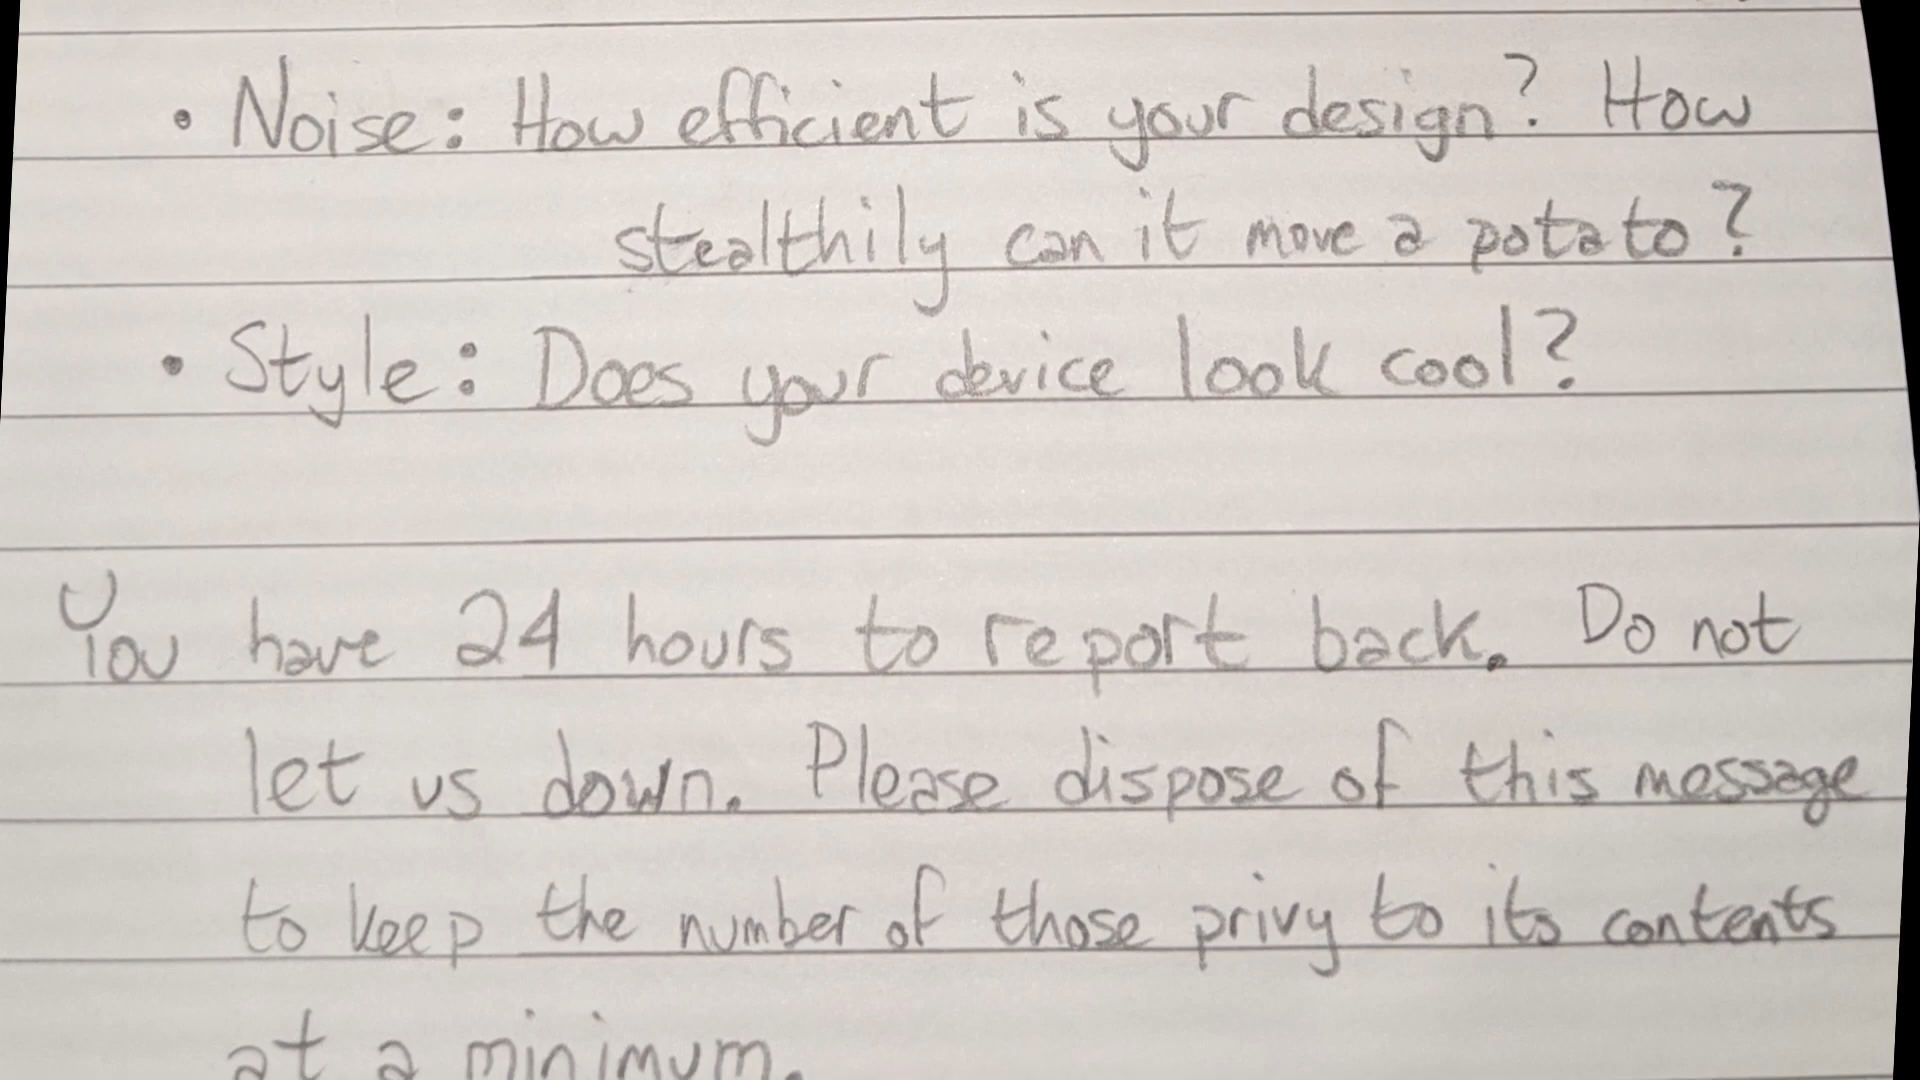 • Noise: How efficient is your design? How
stealthily can it move a potato?
• Style: Does your device look cool?
You have 24 hours to report back. Do not
let us down. Please dispose of this message
to keep the number of those privy to its contents
at a minimum.